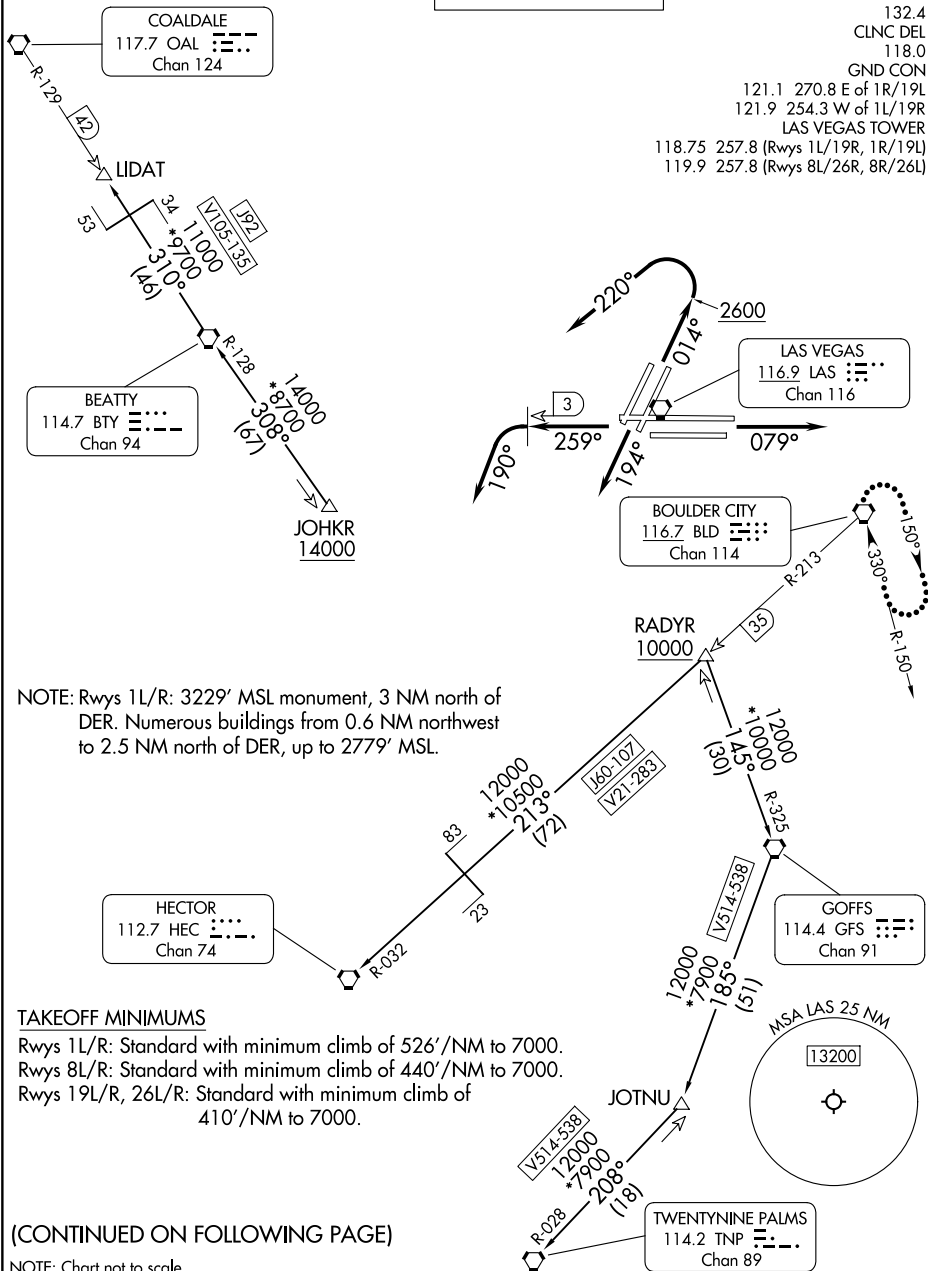 132.4
CLNC DEL
118.0
GND CON
121.1 270.8 E of 1R/19L
121.9 254.3 W of 1L/19R
LAS VEGAS TOWER
118.75 257.8 (Rwys 1L/19R, 1R/19L)
119.9 257.8 (Rwys 8L/26R, 8R/26L)
COALDALE
117.7 OAL
Chan 124
R-129
42
LIDAT
53
34
J92
V105-135
11000
*9700
310°
(46)
BEATTY
114.7 BTY
Chan 94
R-128
14000
*8700
308°
(67)
JOHKR
14000
220°
2600
014°
LAS VEGAS
116.9 LAS
Chan 116
3
259°
190°
194°
079°
BOULDER CITY
116.7 BLD
Chan 114
150°
330°
R-150
R-213
35
RADYR
10000
NOTE: Rwys 1L/R: 3229’ MSL monument, 3 NM north of
DER. Numerous buildings from 0.6 NM northwest
to 2.5 NM north of DER, up to 2779’ MSL.
12000
*10500
213°
(72)
J60-107
V21-283
83
23
12000
*10000
145°
(30)
R-325
HECTOR
112.7 HEC
Chan 74
R-032
V514-538
GOFFS
114.4 GFS
Chan 91
12000
*7900
185°
(51)
TAKEOFF MINIMUMS
Rwys 1L/R: Standard with minimum climb of 526’/NM to 7000.
Rwys 8L/R: Standard with minimum climb of 440’/NM to 7000.
Rwys 19L/R, 26L/R: Standard with minimum climb of
410’/NM to 7000.
MSA LAS 25 NM
13200
JOTNU
V514-538
12000
*7900
208°
(18)
R-028
TWENTYNINE PALMS
114.2 TNP
Chan 89
(CONTINUED ON FOLLOWING PAGE)
NOTE: Chart not to scale